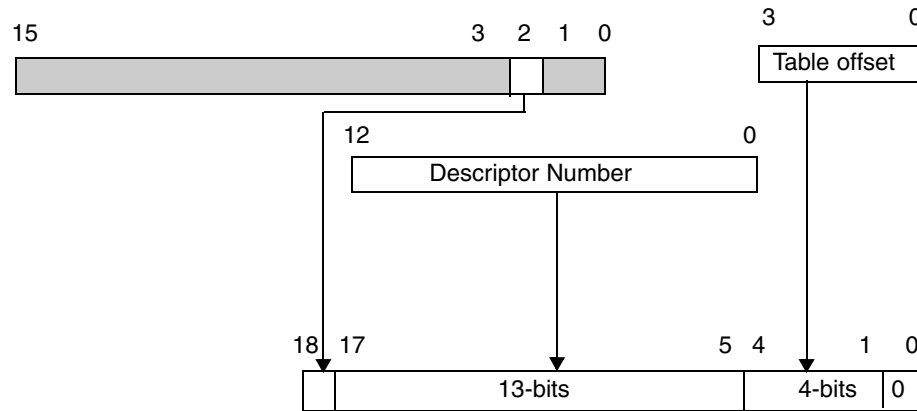 15 3 2 1 0 3 0
Table offset
12 0
Descriptor Number
18 17 5 4 1 0
13-bits 4-bits 0